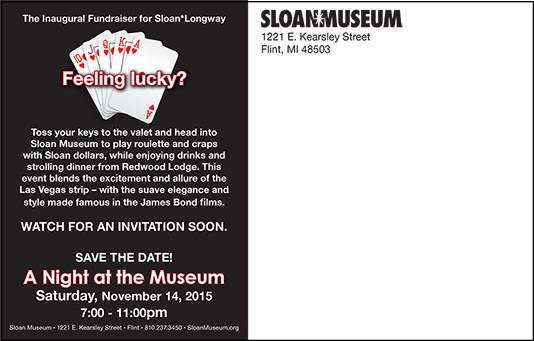 The Inaugural Fundraiser for Sloan*Longway
10 J Q K A
Feeling lucky?
A
Toss your keys to the valet and head into
Sloan Museum to play roulette and craps
with Sloan dollars, while enjoying drinks and
strolling dinner from Redwood Lodge. This
event blends the excitement and allure of the
Las Vegas strip – with the suave elegance and
style made famous in the James Bond films.
WATCH FOR AN INVITATION SOON.
SAVE THE DATE!
A Night at the Museum
Saturday, November 14, 2015
7:00 - 11:00pm
Sloan Museum • 1221 E. Kearsley Street • Flint • 810.237.3450 • SloanMuseum.org
SLOAN*MUSEUM
1221 E. Kearsley Street
Flint, MI 48503